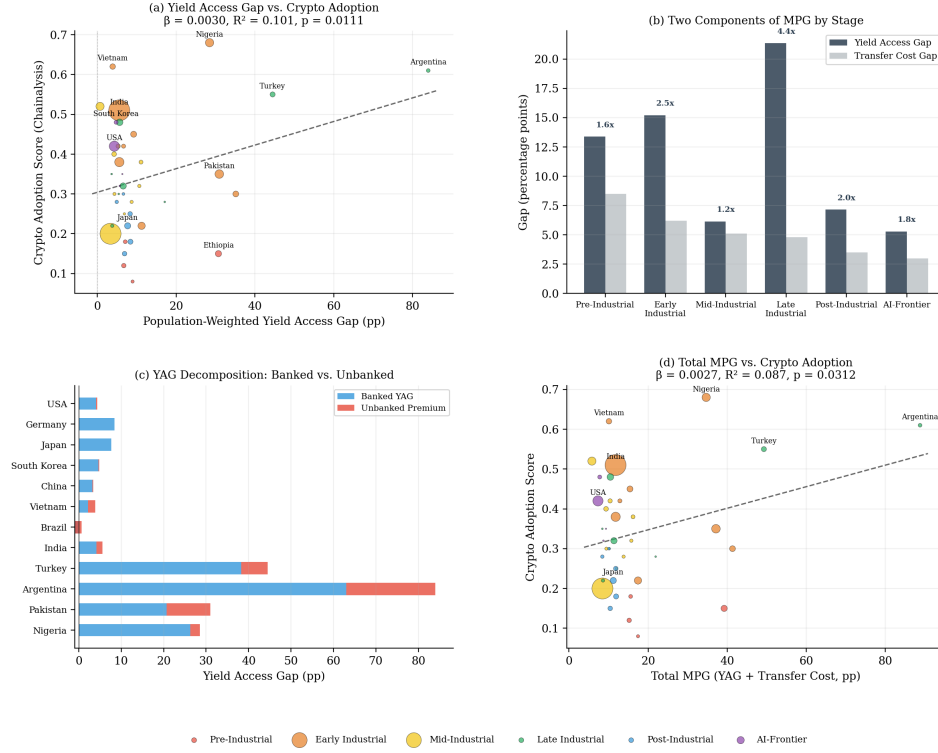 (a) Yield Access Gap vs. Crypto Adoption
β = 0.0030, R² = 0.101, p = 0.0111
0.7
0.6
0.5
0.4
0.3
0.2
0.1
Crypto Adoption Score (Chainalysis)
Nigeria
Vietnam
Argentina
Turkey
India
South Korea
USA
Pakistan
Japan
Ethiopia
0
20
40
60
80
Population-Weighted Yield Access Gap (pp)
(b) Two Components of MPG by Stage
Yield Access Gap
Transfer Cost Gap
20.0
17.5
15.0
12.5
10.0
7.5
5.0
2.5
0.0
Gap (percentage points)
1.6x
2.5x
1.2x
4.4x
2.0x
1.8x
Pre-Industrial
Early
Industrial
Mid-Industrial
Late
Industrial
Post-Industrial
AI-Frontier
(c) YAG Decomposition: Banked vs. Unbanked
Banked YAG
Unbanked Premium
USA
Germany
Japan
South Korea
China
Vietnam
Brazil
India
Turkey
Argentina
Pakistan
Nigeria
0
10
20
30
40
50
60
70
80
Yield Access Gap (pp)
(d) Total MPG vs. Crypto Adoption
β = 0.0027, R² = 0.087, p = 0.0312
0.7
0.6
0.5
0.4
0.3
0.2
0.1
Crypto Adoption Score
Nigeria
Vietnam
Argentina
Turkey
India
USA
Japan
0
20
40
60
80
Total MPG (YAG + Transfer Cost, pp)
Pre-Industrial
Early Industrial
Mid-Industrial
Late Industrial
Post-Industrial
AI-Frontier